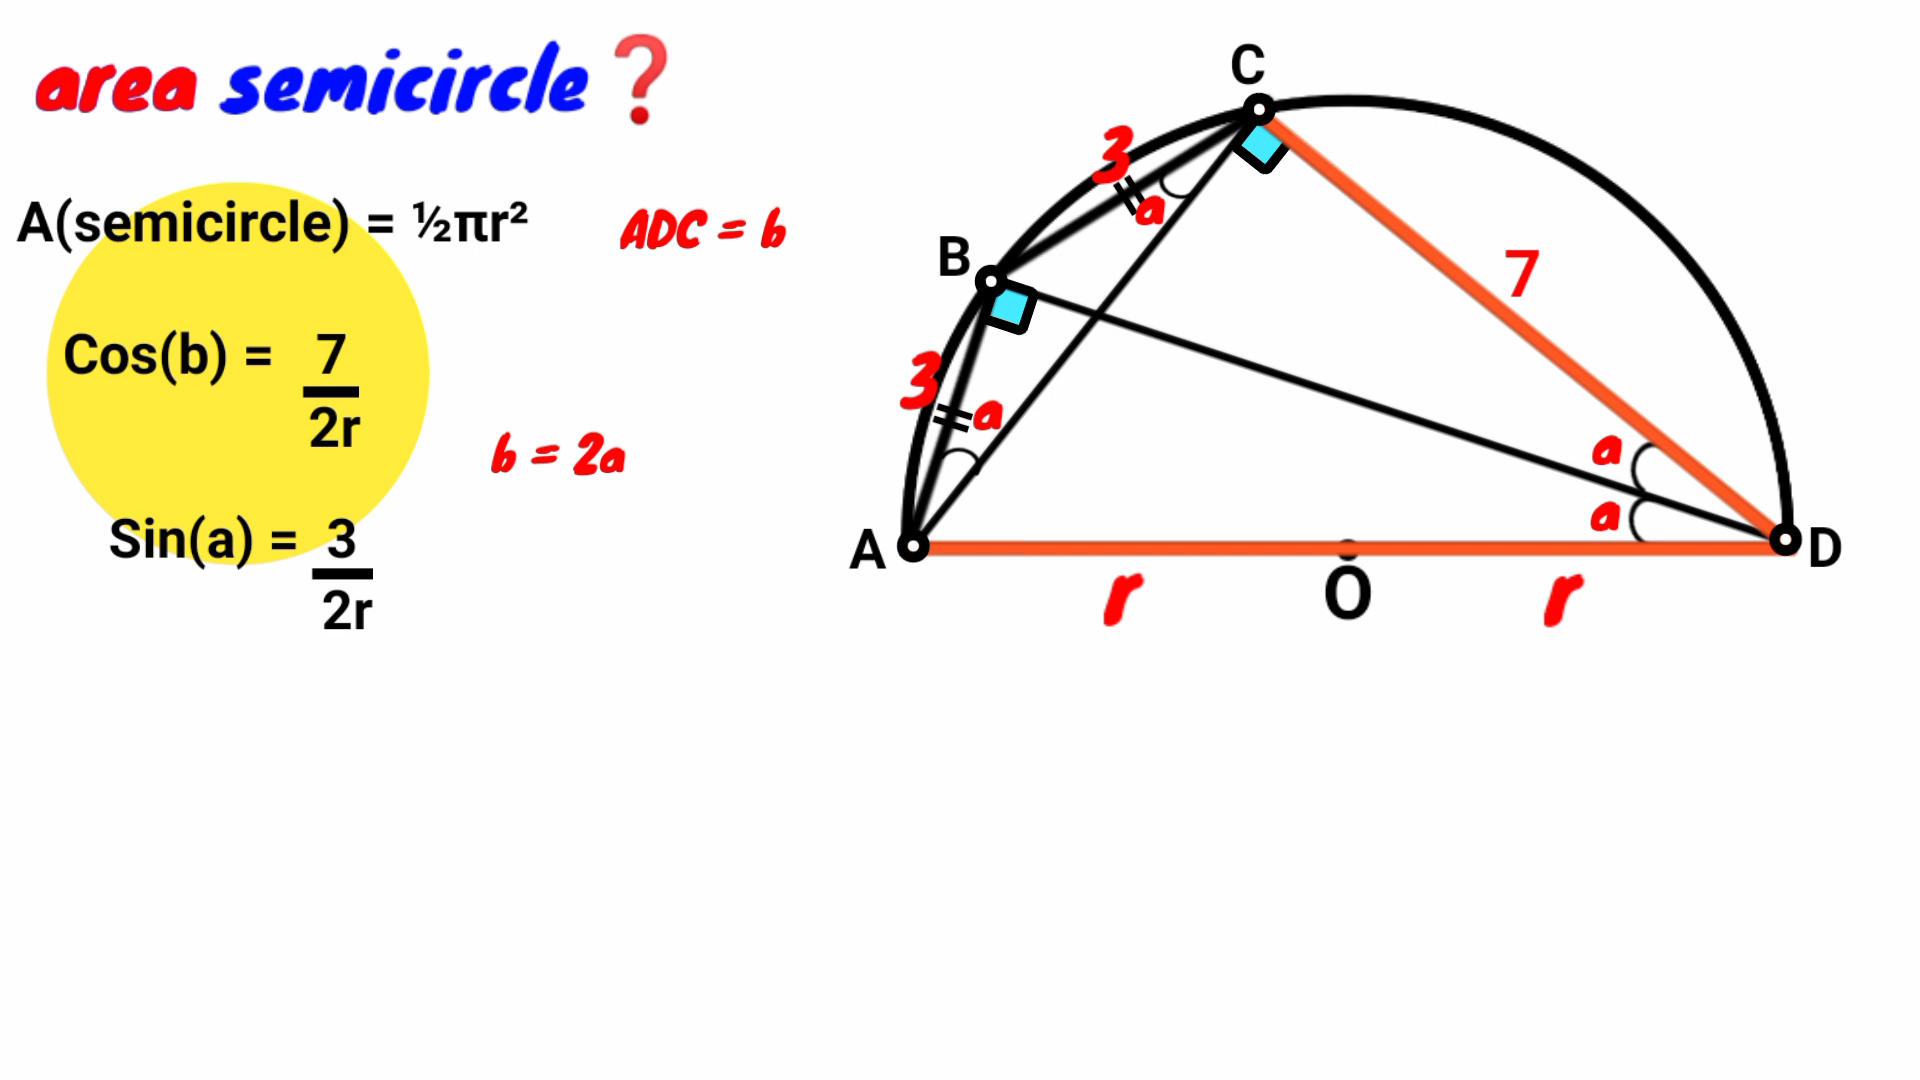 area semicircle❓
A(semicircle) = ½πr²
ADC = b
Cos(b) = 7
2r
b = 2a
Sin(a) = 3
2r
C
3
a
B
7
3
a
a
a
A
D
r
O
r